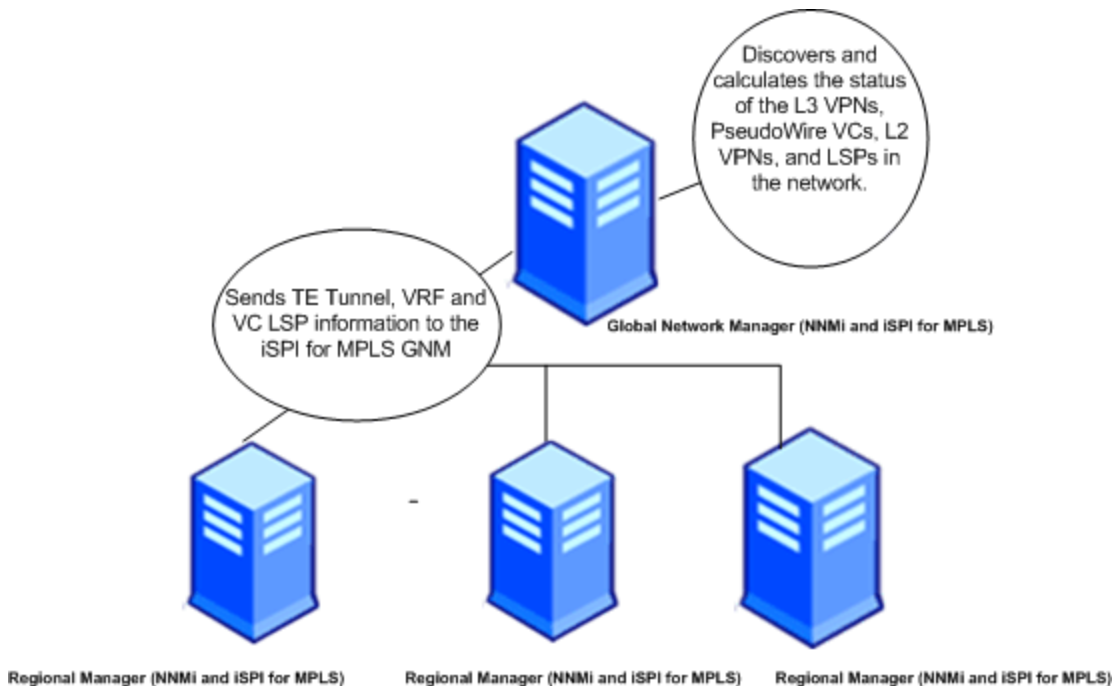 Discovers and
calculates the status
of the L3 VPNs,
PseudoWire VCs, L2
VPNs, and LSPs in
the network.
Sends TE Tunnel, VRF and
VC LSP information to the
iSPI for MPLS GNM
Global Network Manager (NNMi and iSPI for MPLS)
-
Regional Manager (NNMi and iSPI for MPLS)
Regional Manager (NNMi and iSPI for MPLS)
Regional Manager (NNMi and iSPI for MPLS)